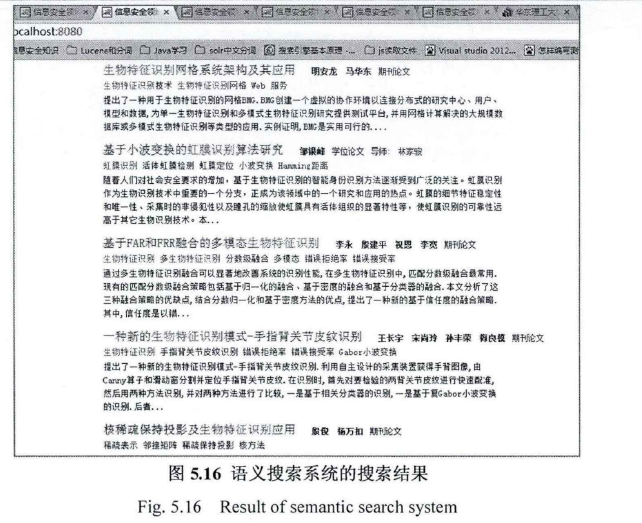 信息安全领: × 信息安全领: × 信息安全领: × 信息安全领: × 信息安全领: × 信息安全领: × 华东理工大: ×
ocalhost:8080
息安全知识 Lucene和分词 Java学习 solr中文分词 搜索引擎基本原理 -... js读取文件 Visual studio 2012... 怎样编写测
生物特征识别网格系统架构及其应用 明安龙 马华东 期刊论文
生物特征识别技术 生物特征识别网格 Web 服务
提出了一种用于生物特征识别的网格BMG.BMG创建一个虚拟的协作环境以连接分布式的研究中心、用户、
模型和数据,为单一生物特征识别和多模式生物特征识别研究提供测试平台,并用网格计算解决的大规模数
据库或多模式生物特征识别等类型的应用.实例证明,BMG是实用可行的....
基于小波变换的虹膜识别算法研究 邹银峰 学位论文 导师: 林家骏
虹膜识别 活体虹膜检测 虹膜定位 小波变换 Hamming距离
随着人们对社会安全要求的增加,基于生物特征识别的智能身份识别方法逐渐受到广泛的关注。虹膜识别
作为生物识别技术中重要的一个分支,正成为该领域中的一个研究和应用的热点。虹膜的细节特征稳定性
和唯一性、采集时的非侵犯性以及瞳孔的缩放使虹膜具有活体组织的显著特性等,使虹膜识别的可靠性远
高于其它生物识别技术。本...
基于FAR和FRR融合的多模态生物特征识别 李永 殷建平 祝恩 李宽 期刊论文
生物特征识别 多生物特征识别 分数级融合 多模态 错误拒绝率 错误接受率
通过多生物特征识别融合可以显著地改善系统的识别性能,在多生物特征识别中,匹配分数级融合最常用.
现有的匹配分数级融合策略包括基于归一化的融合、基于密度的融合和基于分类器的融合.本文分析了这
三种融合策略的优缺点,结合分数归一化和基于密度方法的优点,提出了一种新的基于信任度的融合策略.
其中,信任度是以错...
一种新的生物特征识别模式-手指背关节皮纹识别 王长宇 宋尚玲 孙丰荣 梅良模 期刊论文
生物特征识别 手指背关节皮纹识别 错误拒绝率 错误接受率 Gabor小波变换
提出了一种新的生物特征识别模式-手指背关节皮纹识别.利用自主设计的采集装置获得手背图像,由
Canny算子和滑动窗分割并定位手指背关节皮纹.在识别时,首先对要检验的两背关节皮纹进行快速配准,
然后用两种方法识别,并对两种方法进行了比较,一是基于相关分类器的识别,一是基于复Gabor小波变换
的识别.后者...
核稀疏保持投影及生物特征识别应用 殷俊 杨万扣 期刊论文
稀疏表示 邻接矩阵 稀疏保持投影 核方法
图 5.16 语义搜索系统的搜索结果
Fig. 5.16 Result of semantic search system